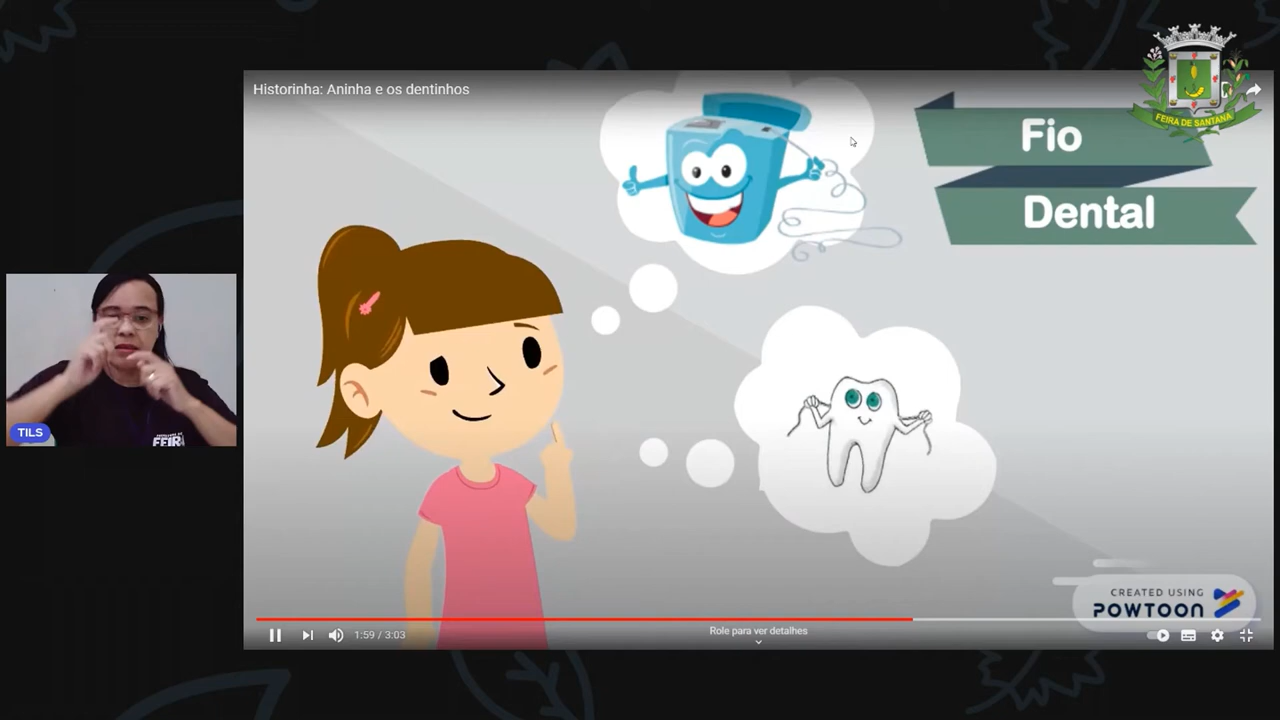 Historinha: Aninha e os dentinhos
FEIRA DE SANTANA
Fio
Dental
TILS
FEIR
CREATED USING
POWTOON
1:59 / 3:03
Role para ver detalhes